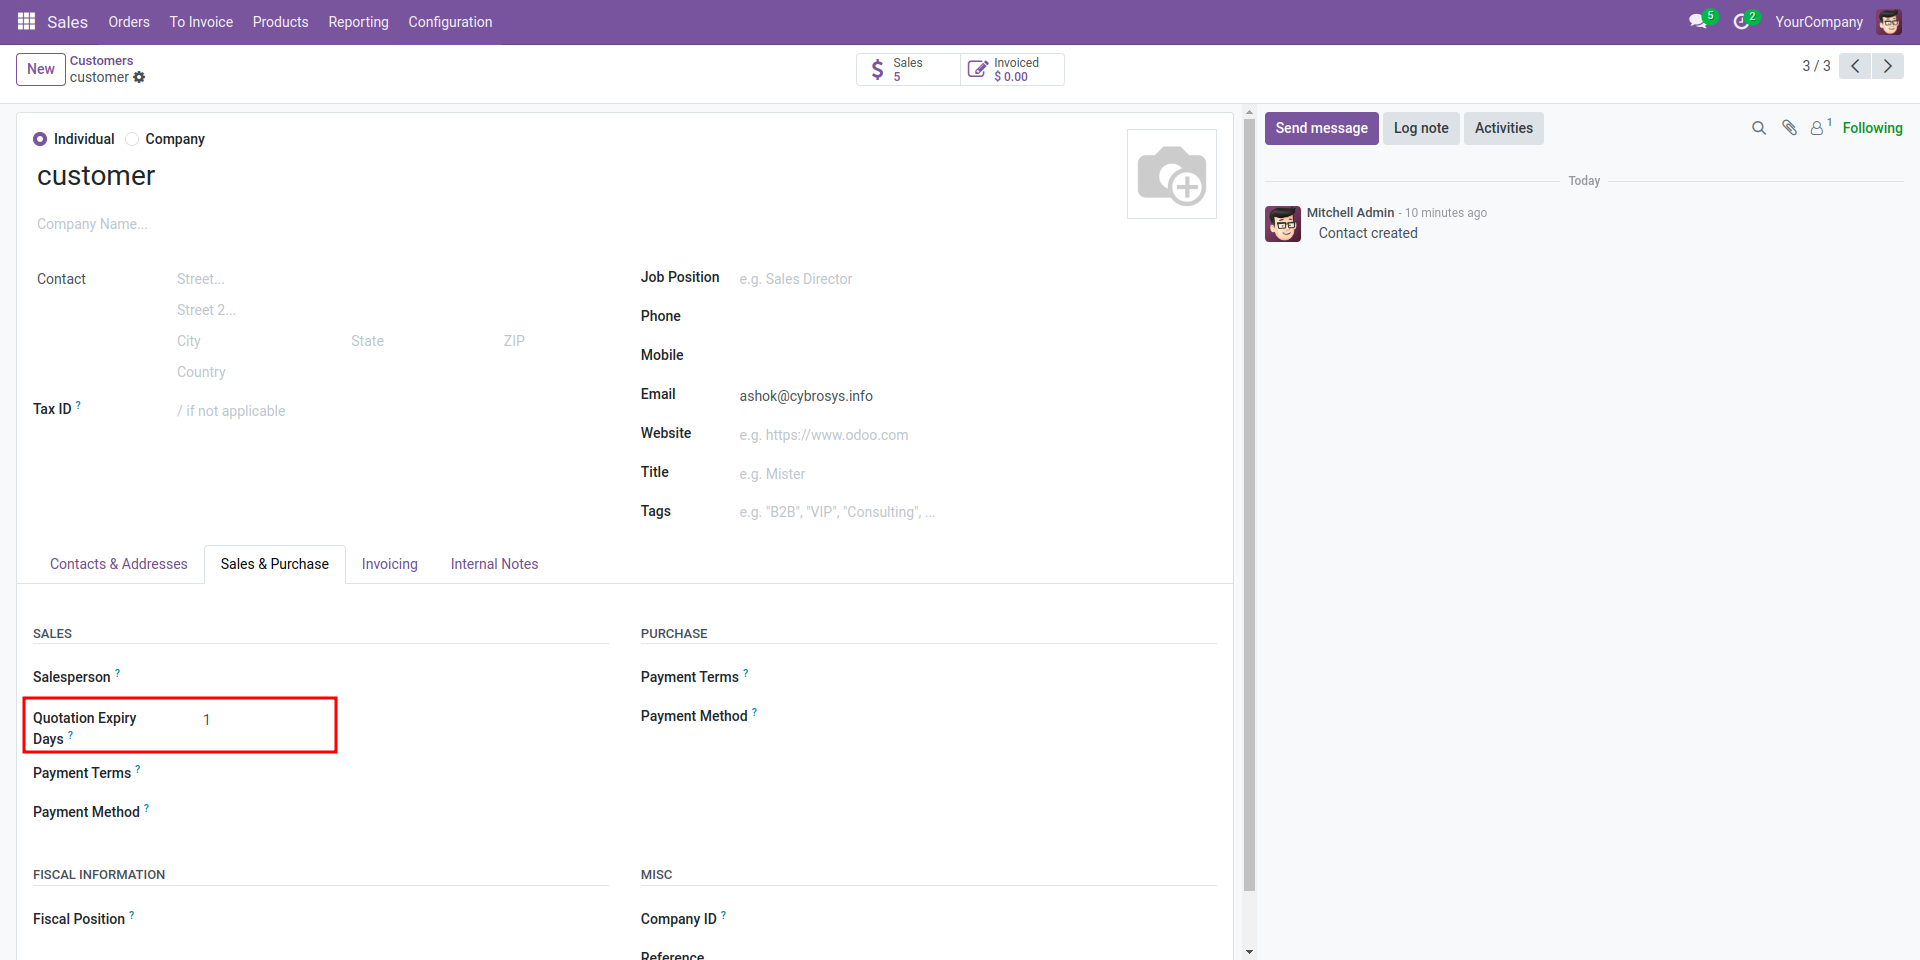 Sales Orders To Invoice Products Reporting Configuration 5 2 YourCompany
New Customers
customer
Sales
5
Invoiced
$ 0.00
3 / 3
Individual Company
customer
Company Name...
Contact Street...
Street 2...
City State ZIP
Country
Tax ID ? / if not applicable
Job Position e.g. Sales Director
Phone
Mobile
Email ashok@cybrosys.info
Website e.g. https://www.odoo.com
Title e.g. Mister
Tags e.g. "B2B", "VIP", "Consulting", ...
Contacts & Addresses Sales & Purchase Invoicing Internal Notes
SALES
Salesperson ?
Quotation Expiry
Days ? 1
Payment Terms ?
Payment Method ?
PURCHASE
Payment Terms ?
Payment Method ?
FISCAL INFORMATION
Fiscal Position ?
MISC
Company ID ?
Reference
Send message Log note Activities 1 Following
Today
Mitchell Admin - 10 minutes ago
Contact created